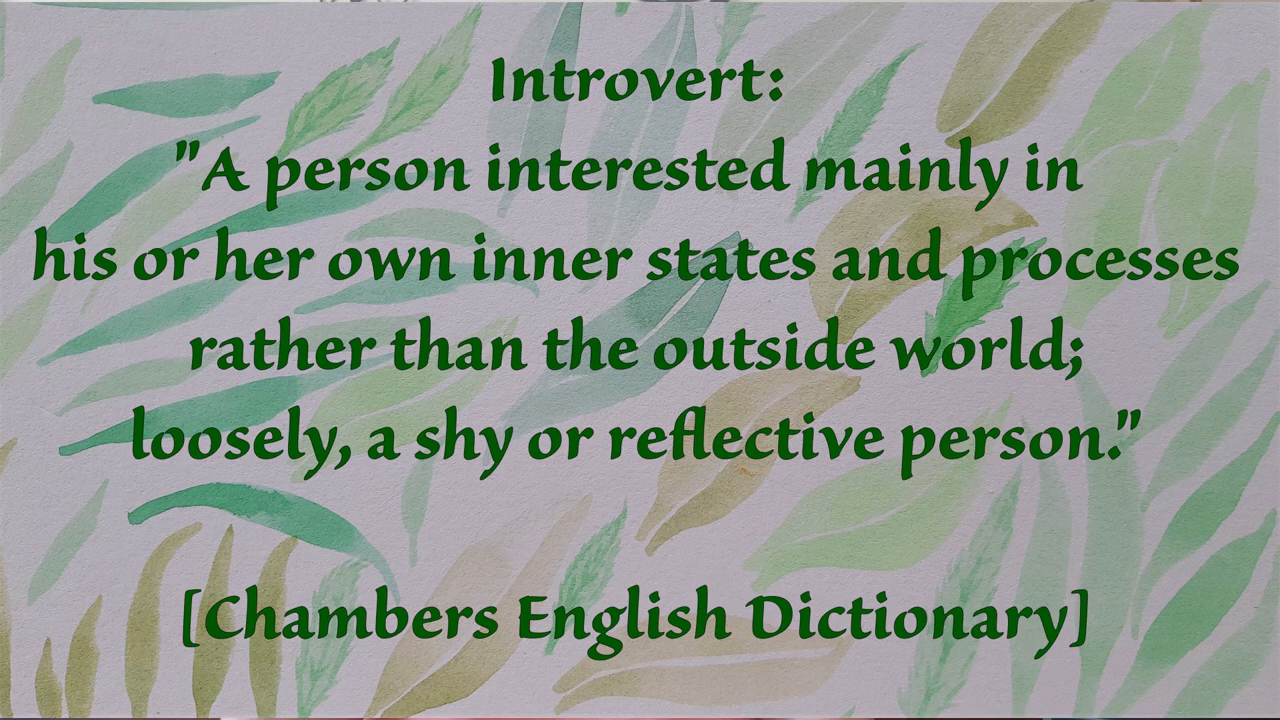 Introvert:
"A person interested mainly in
his or her own inner states and processes
rather than the outside world;
loosely, a shy or reflective person."
[Chambers English Dictionary]